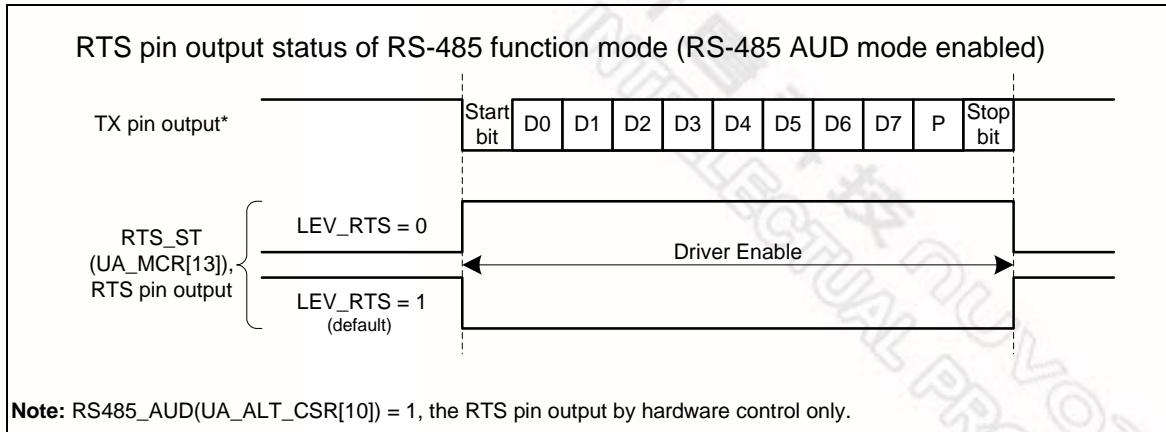 RTS pin output status of RS-485 function mode (RS-485 AUD mode enabled)
TX pin output*
Start bit
D0
D1
D2
D3
D4
D5
D6
D7
P
Stop bit
RTS_ST
(UA_MCR[13]),
RTS pin output
LEV_RTS = 0
Driver Enable
LEV_RTS = 1
(default)
Note: RS485_AUD(UA_ALT_CSR[10]) = 1, the RTS pin output by hardware control only.